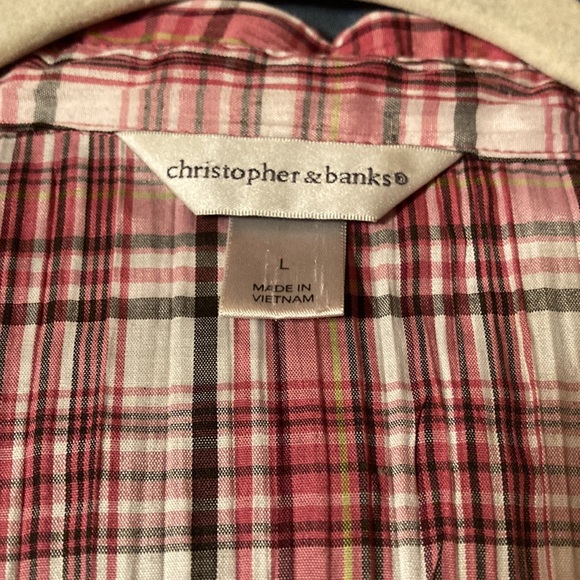 christopher & banks®
L
MADE IN
VIETNAM